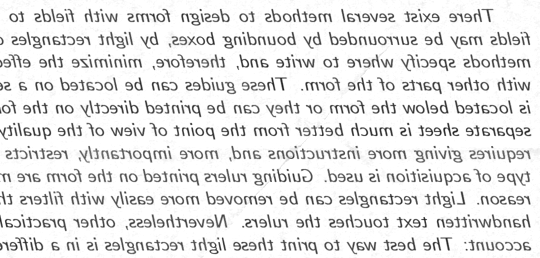 There exist several methods to design forms with fields to
fields may be surrounded by bounding boxes, by light rectangles
methods specify where to write and, therefore, minimize the
with other parts of the form. These guides can be located on a
is located below the form or they can be printed directly on the
separate sheet is much better from the point of view of the quality
requires giving more instructions and, more importantly, restricts
type of acquisition is used. Guiding rulers printed on the form are
reason. Light rectangles can be removed more easily with filters
handwritten text touches the rulers. Nevertheless, other practical
account: The best way to print these light rectangles is in a